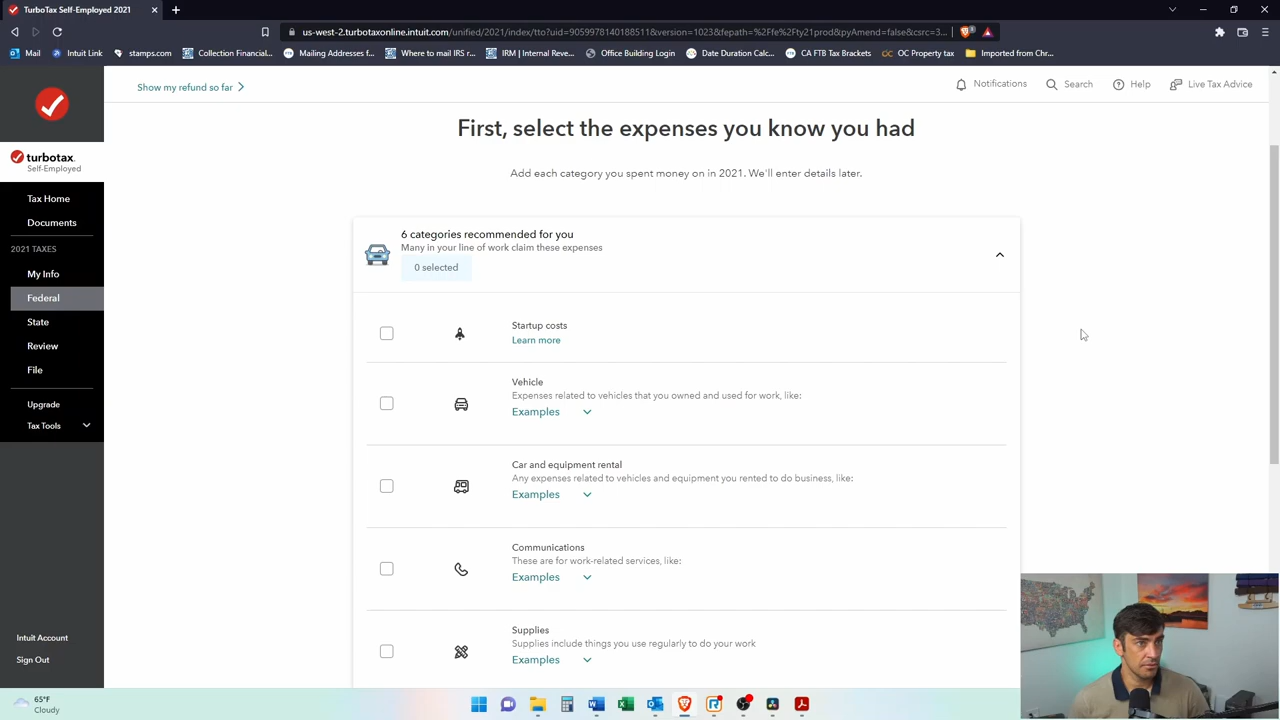 TurboTax Self-Employed 2021
us-west-2.turbotaxonline.intuit.com/unified/2021/index/tto?uid=9059978140188511&version=1023&fepath=%2Ffe%2Fty21prod&pyAmend=false&csrc=3...
Mail
Intuit Link
stamps.com
Collection Financial...
Mailing Addresses f...
Where to mail IRS r...
IRM | Internal Reve...
Office Building Login
Date Duration Calc...
CA FTB Tax Brackets
OC Property tax
Imported from Chr...
Show my refund so far
Notifications
Search
Help
Live Tax Advice
turbotax
Self-Employed
Tax Home
Documents
2021 TAXES
My Info
Federal
State
Review
File
Upgrade
Tax Tools
Intuit Account
Sign Out
First, select the expenses you know you had
Add each category you spent money on in 2021. We'll enter details later.
6 categories recommended for you
Many in your line of work claim these expenses
0 selected
Startup costs
Learn more
Vehicle
Expenses related to vehicles that you owned and used for work, like:
Examples
Car and equipment rental
Any expenses related to vehicles and equipment you rented to do business, like:
Examples
Communications
These are for work-related services, like:
Examples
Supplies
Supplies include things you use regularly to do your work
Examples
65°F
Cloudy